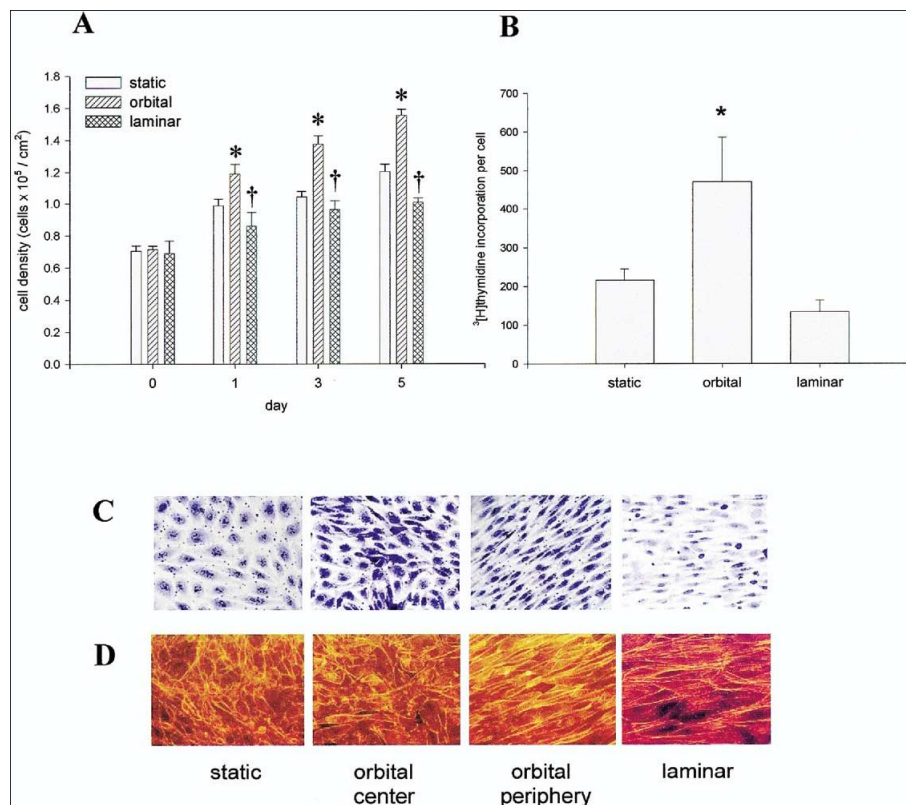 A
static
orbital
laminar
cell density (cells x 10⁵ / cm²)
1.8
1.6
1.4
1.2
1.0
0.8
0.6
0.4
0.2
0.0
* † * † * †
0 1 3 5
day
B
³[H]thymidine incorporation per cell
700
600
500
400
300
200
100
0
*
static orbital laminar
C
D
static orbital center orbital periphery laminar